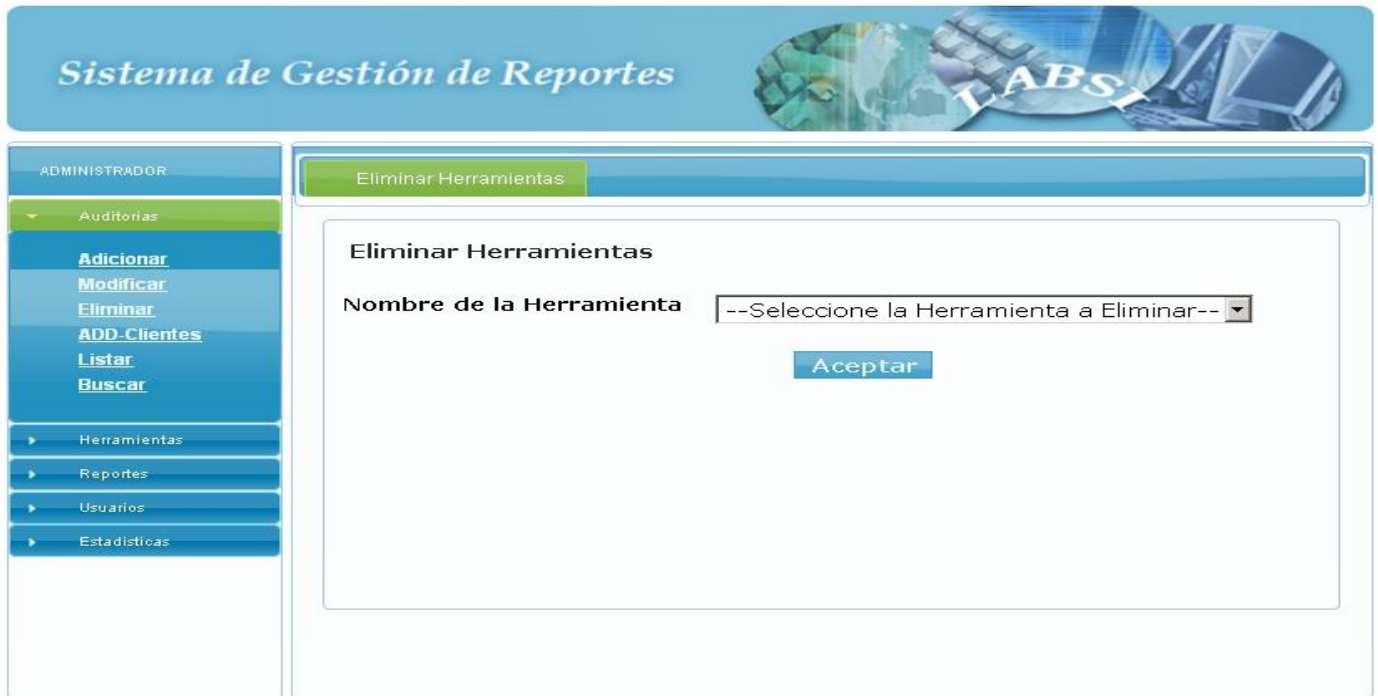 Sistema de Gestión de Reportes
LABSI
ADMINISTRADOR
Auditorias
Adicionar
Modificar
Eliminar
ADD-Clientes
Listar
Buscar
Herramientas
Reportes
Usuarios
Estadisticas
Eliminar Herramientas
Eliminar Herramientas
Nombre de la Herramienta --Seleccione la Herramienta a Eliminar--
Aceptar